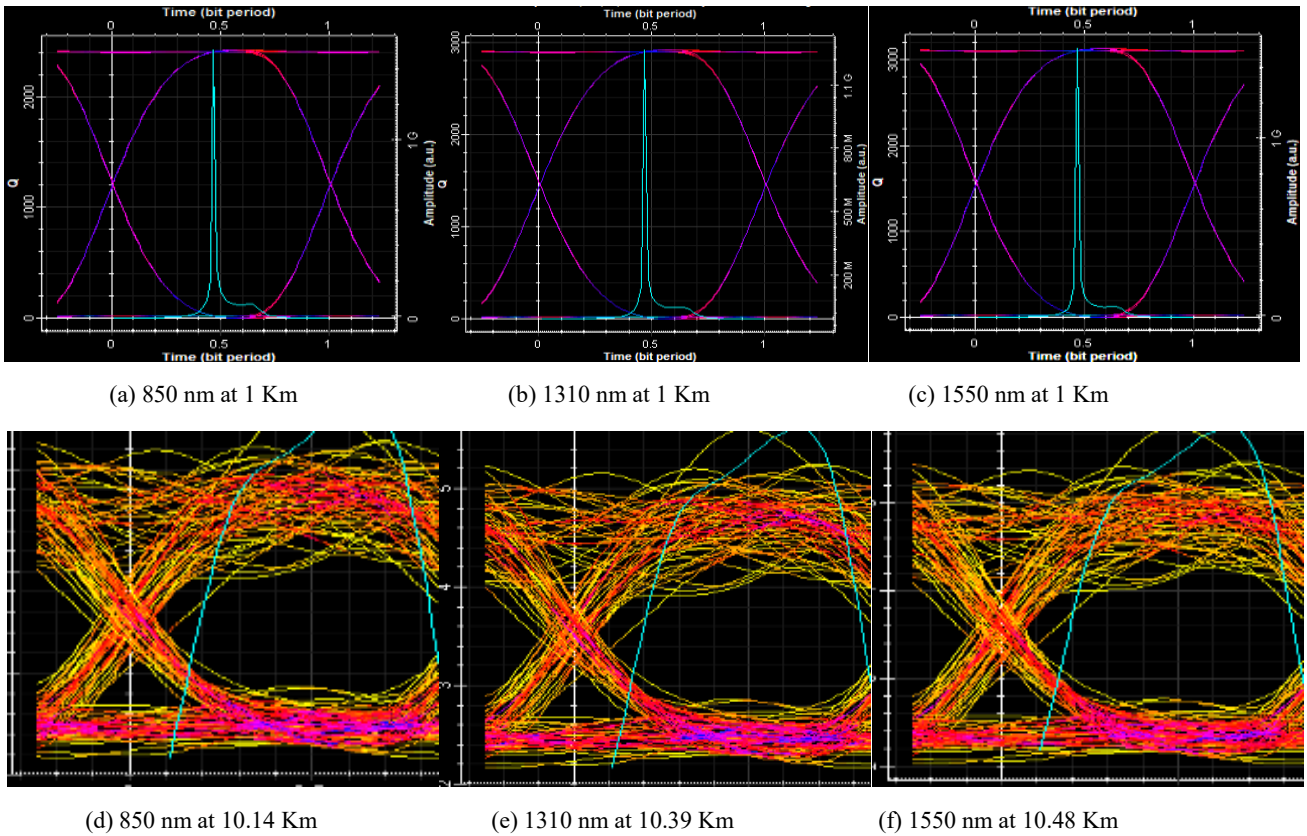 Time (bit period)
0 0.5 1
Q
0 1000 2000
Amplitude (a.u.)
0 1 G
0 0.5 1
Time (bit period)
(a) 850 nm at 1 Km
Time (bit period)
0 0.5 1
Q
0 1000 2000 3000
Amplitude (a.u.)
200 M 500 M 800 M 1.1 G
0 0.5 1
Time (bit period)
(b) 1310 nm at 1 Km
Time (bit period)
0 0.5 1
Q
0 1000 2000 3000
Amplitude (a.u.)
0 1 G
0 0.5 1
Time (bit period)
(c) 1550 nm at 1 Km
(d) 850 nm at 10.14 Km
2 3 4 5
(e) 1310 nm at 10.39 Km
(f) 1550 nm at 10.48 Km